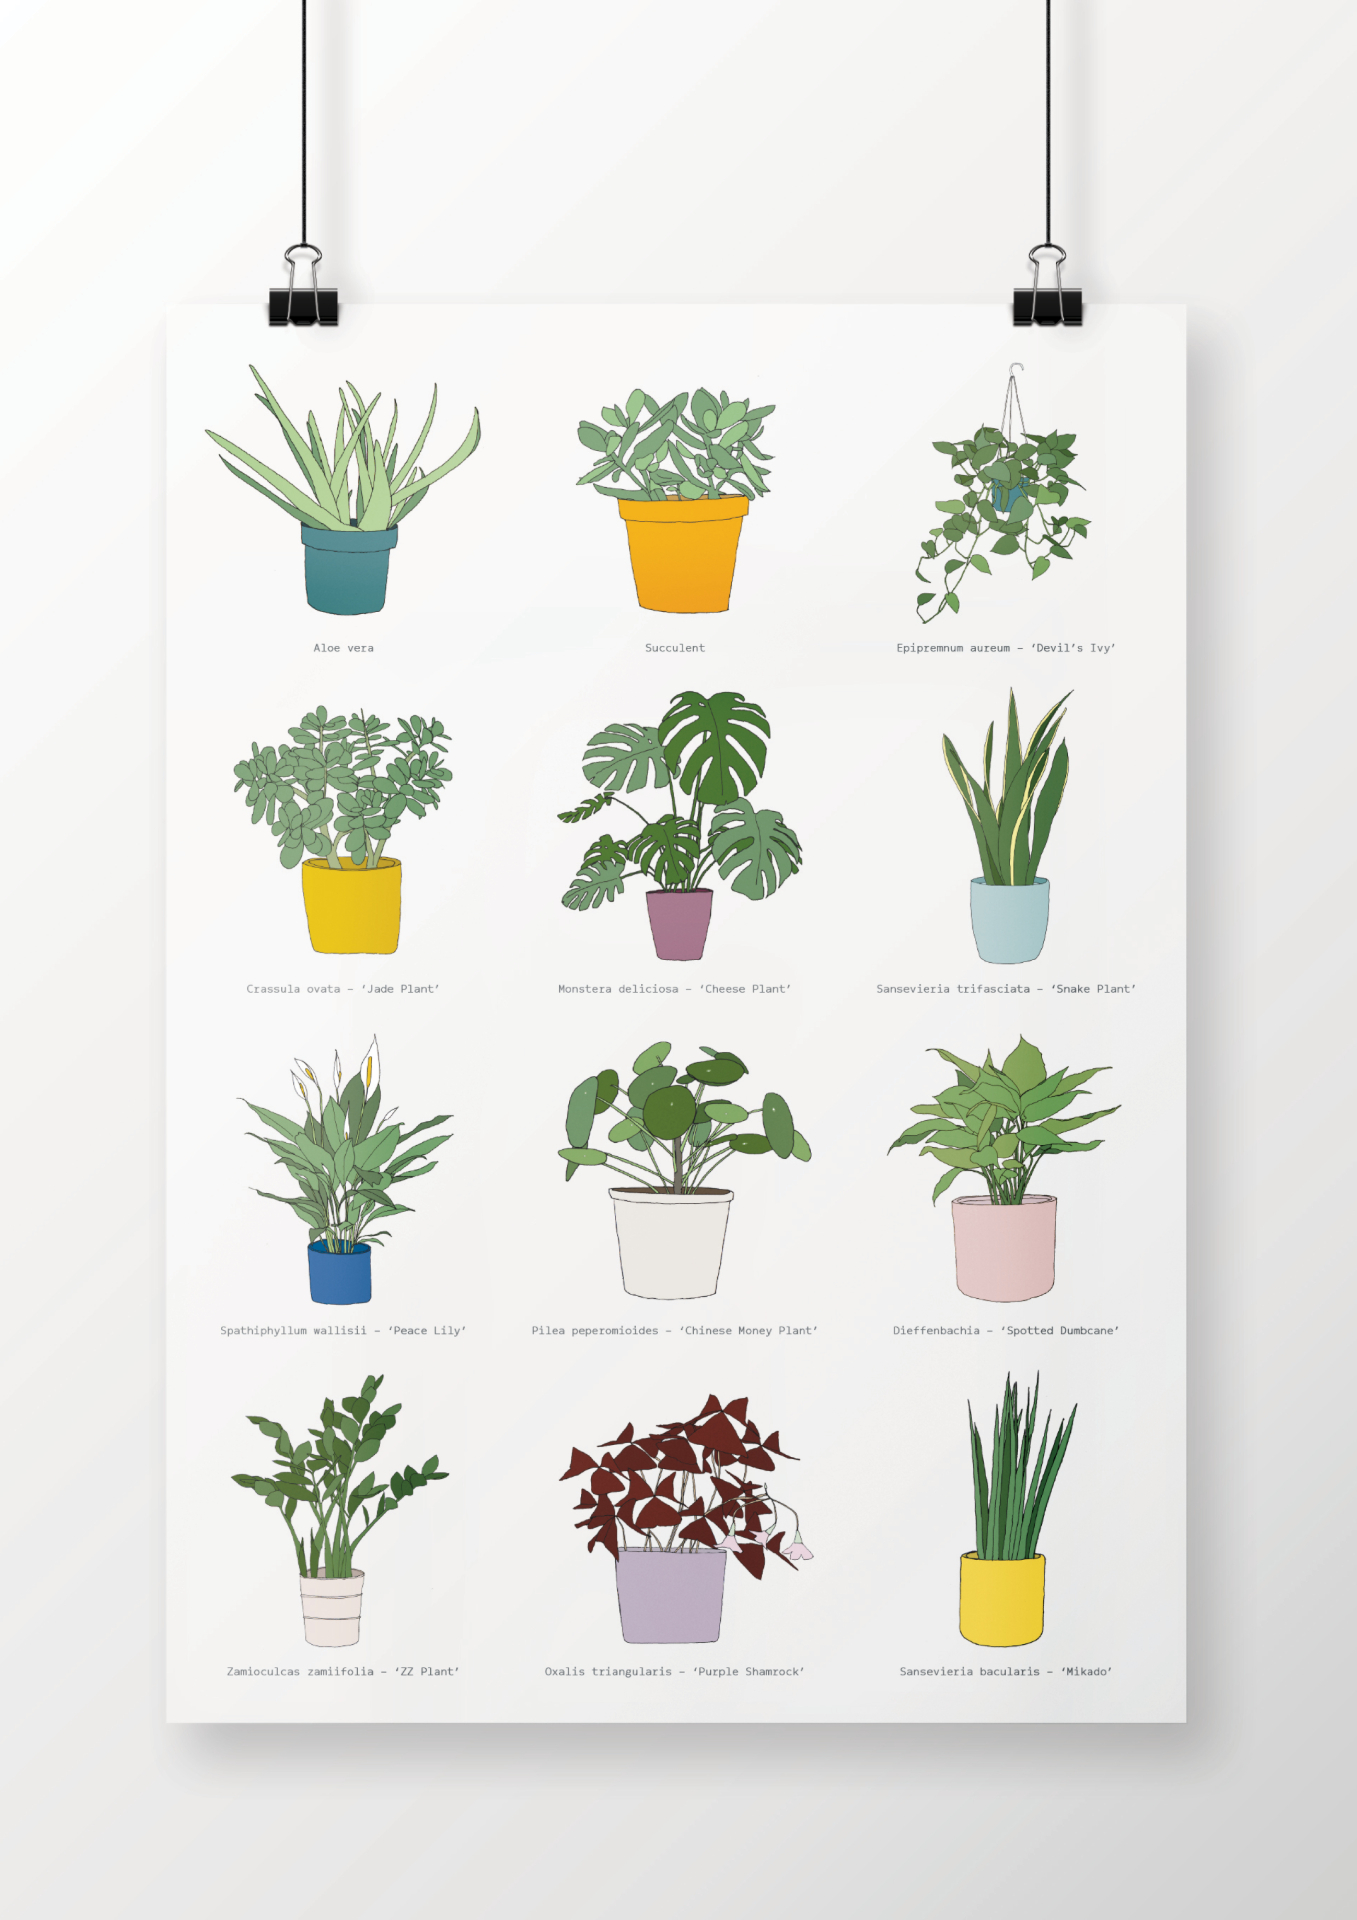 Aloe vera
Succulent
Epipremnum aureum – ‘Devil’s Ivy’
Crassula ovata – ‘Jade Plant’
Monstera deliciosa – ‘Cheese Plant’
Sansevieria trifasciata – ‘Snake Plant’
Spathiphyllum wallisii – ‘Peace Lily’
Pilea peperomioides – ‘Chinese Money Plant’
Dieffenbachia – ‘Spotted Dumbcane’
Zamioculcas zamiifolia – ‘ZZ Plant’
Oxalis triangularis – ‘Purple Shamrock’
Sansevieria bacularis – ‘Mikado’